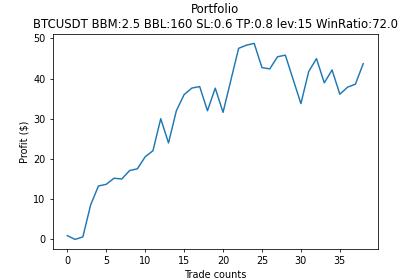 Portfolio
BTCUSDT BBM:2.5 BBL:160 SL:0.6 TP:0.8 lev:15 WinRatio:72.0
50
40
30
20
10
0
Profit ($)
0 5 10 15 20 25 30 35
Trade counts